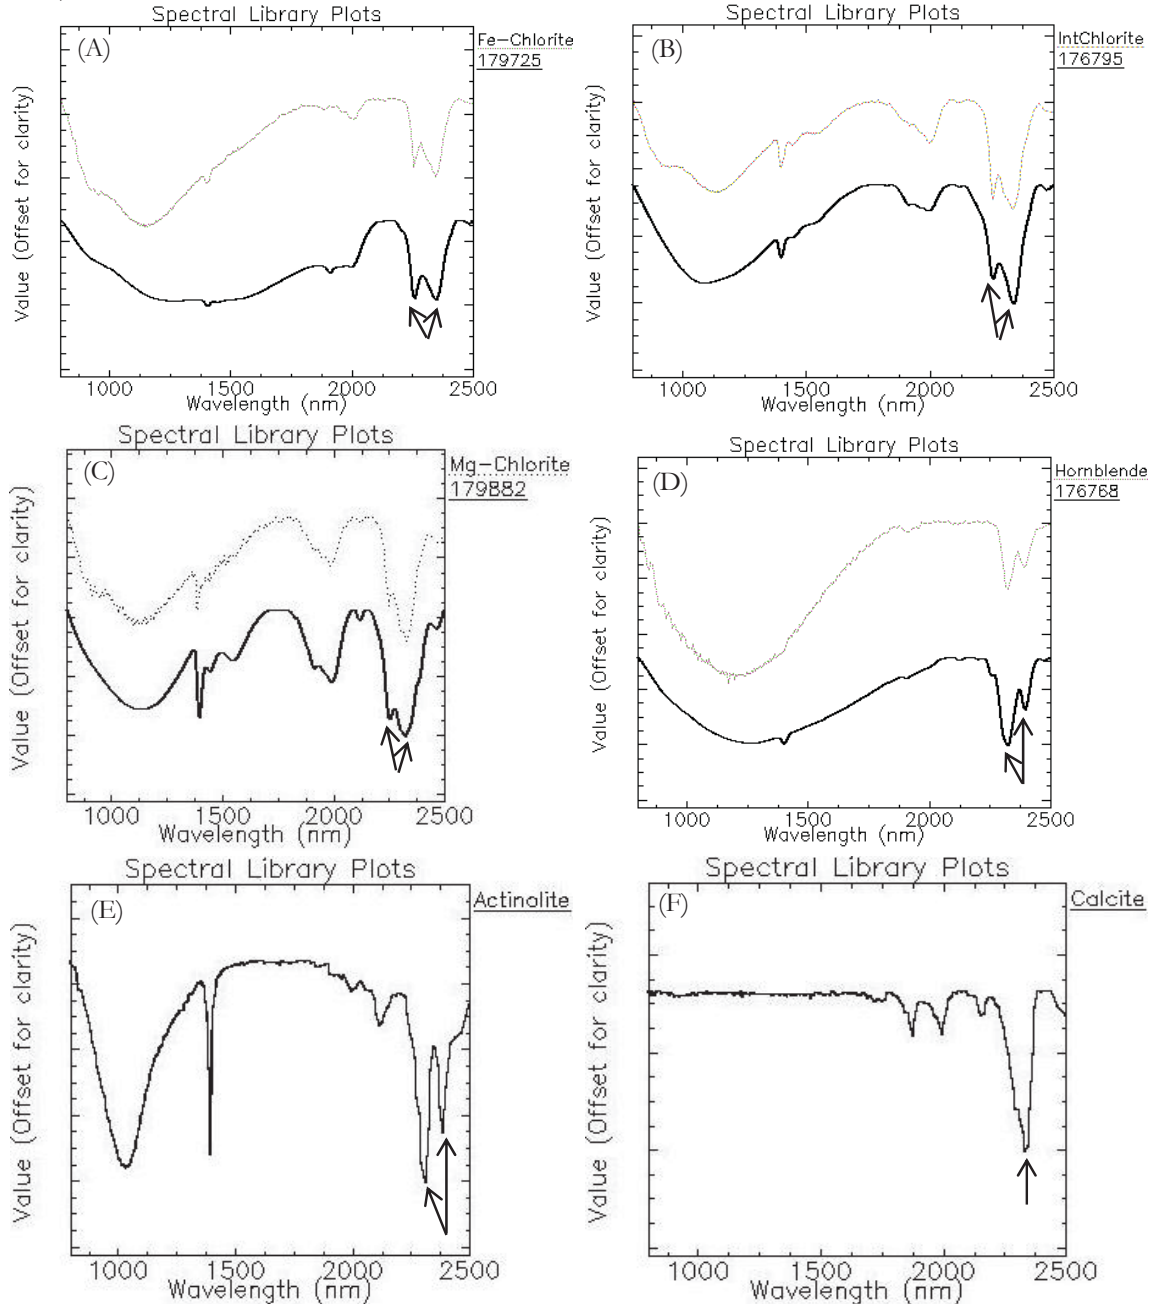 Spectral Library Plots
(A)
Fe-Chlorite
179725
Value (Offset for clarity)
1000 1500 2000 2500
Wavelength (nm)
Spectral Library Plots
(B)
IntChlorite
176795
Value (Offset for clarity)
1000 1500 2000 2500
Wavelength (nm)
Spectral Library Plots
(C)
Mg-Chlorite
179882
Value (Offset for clarity)
1000 1500 2000 2500
Wavelength (nm)
Spectral Library Plots
(D)
Hornblende
176768
Value (Offset for clarity)
1000 1500 2000 2500
Wavelength (nm)
Spectral Library Plots
(E)
Actinolite
Value (Offset for clarity)
1000 1500 2000 2500
Wavelength (nm)
Spectral Library Plots
(F)
Calcite
Value (Offset for clarity)
1000 1500 2000 2500
Wavelength (nm)